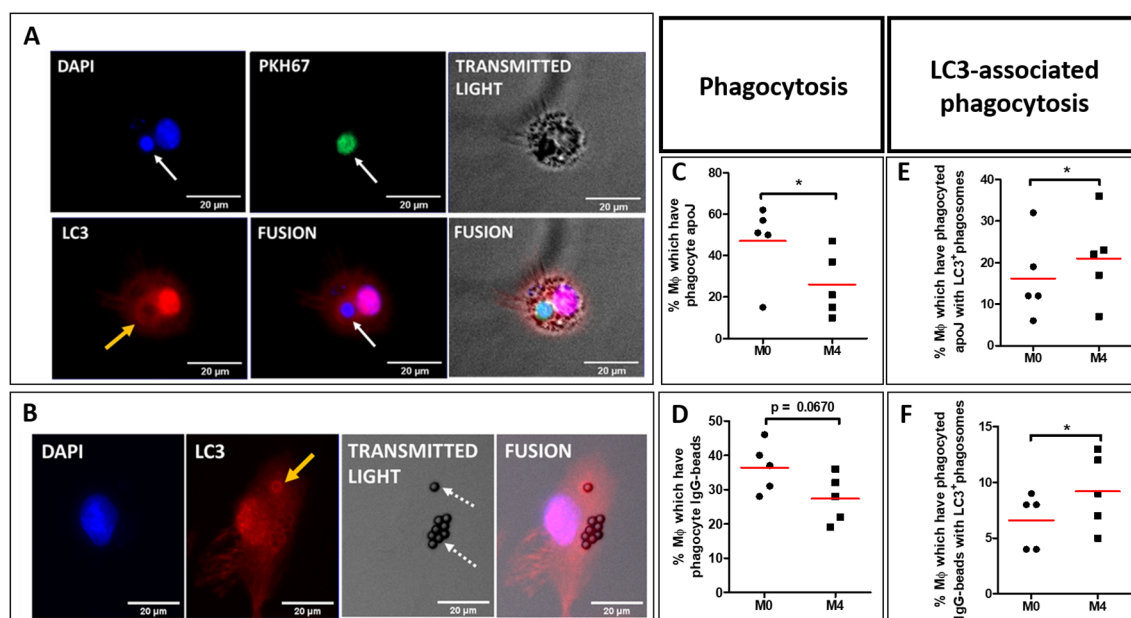 A
DAPI
PKH67
TRANSMITTED
LIGHT
20 µm
20 µm
20 µm
LC3
FUSION
FUSION
20 µm
20 µm
20 µm
B
DAPI
LC3
TRANSMITTED
LIGHT
FUSION
20 µm
20 µm
20 µm
20 µm
Phagocytosis
LC3-associated
phagocytosis
C
% Mϕ which have
phagocyte apoJ
80
60
40
20
0
*
M0
M4
E
% Mϕ which have phagocyted
apoJ with LC3⁺phagosomes
40
30
20
10
0
*
M0
M4
D
% Mϕ which have
phagocyte IgG-beads
50
40
30
20
10
0
p = 0.0670
M0
M4
F
% Mϕ which have phagocyted
IgG-beads with LC3⁺phagosomes
15
10
5
0
*
M0
M4